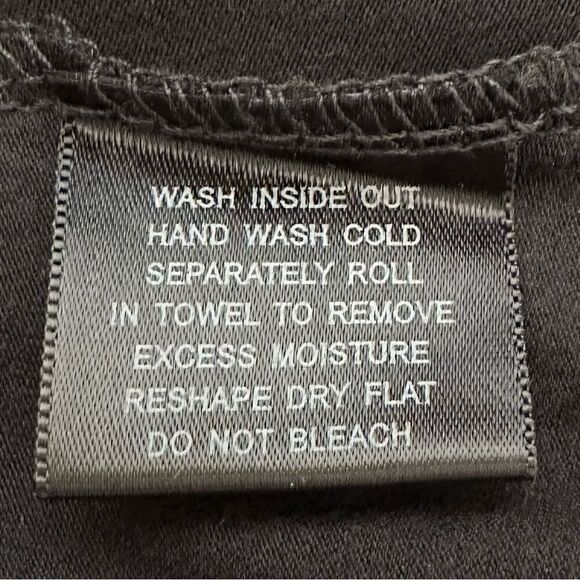 WASH INSIDE OUT
HAND WASH COLD
SEPARATELY ROLL
IN TOWEL TO REMOVE
EXCESS MOISTURE
RESHAPE DRY FLAT
DO NOT BLEACH